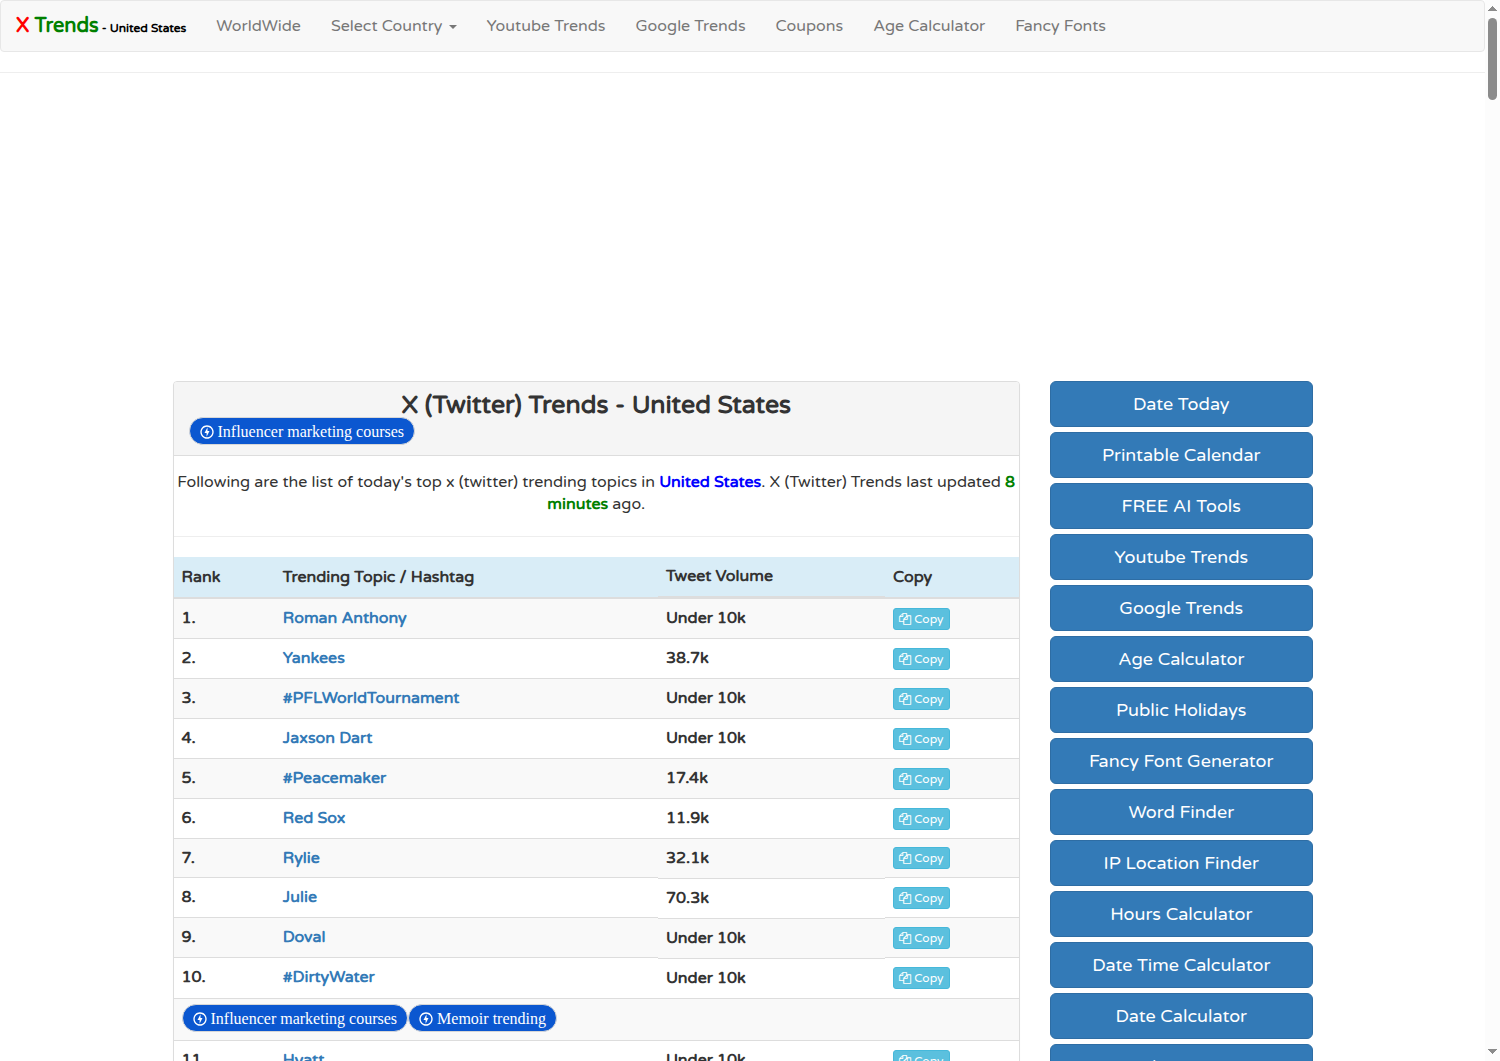 X Trends - United States WorldWide Select Country Youtube Trends Google Trends Coupons Age Calculator Fancy Fonts
X (Twitter) Trends - United States
Influencer marketing courses
Following are the list of today's top x (twitter) trending topics in United States. X (Twitter) Trends last updated 8
minutes ago.
Rank Trending Topic / Hashtag Tweet Volume Copy
1. Roman Anthony Under 10k Copy
2. Yankees 38.7k Copy
3. #PFLWorldTournament Under 10k Copy
4. Jaxson Dart Under 10k Copy
5. #Peacemaker 17.4k Copy
6. Red Sox 11.9k Copy
7. Rylie 32.1k Copy
8. Julie 70.3k Copy
9. Doval Under 10k Copy
10. #DirtyWater Under 10k Copy
Influencer marketing courses Memoir trending
11. Hyatt Under 10k Copy
Date Today
Printable Calendar
FREE AI Tools
Youtube Trends
Google Trends
Age Calculator
Public Holidays
Fancy Font Generator
Word Finder
IP Location Finder
Hours Calculator
Date Time Calculator
Date Calculator